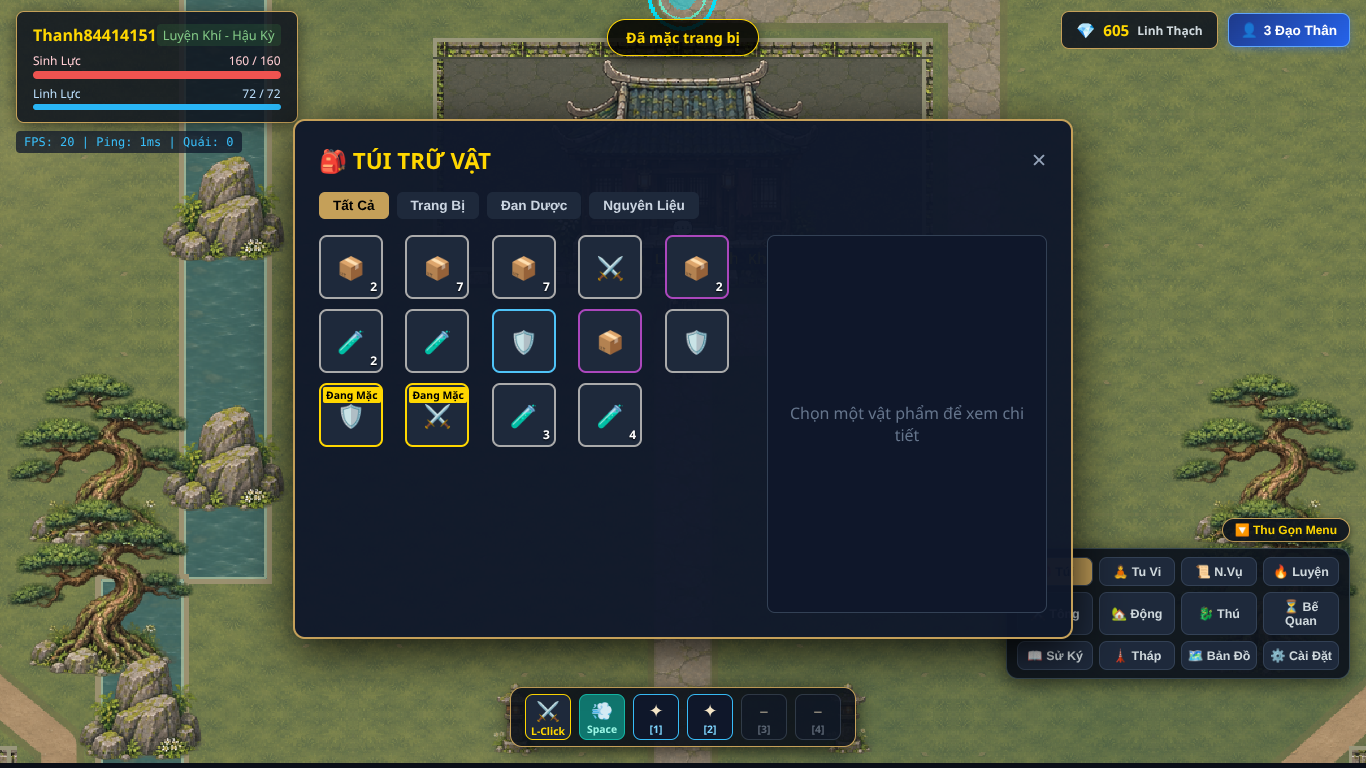 Thanh84414151 Luyện Khí - Hậu Kỳ
Sinh Lực 160 / 160
Linh Lực 72 / 72
FPS: 20 | Ping: 1ms | Quái: 0
Đã mặc trang bị
605 Linh Thạch
3 Đạo Thân
TÚI TRỮ VẬT
×
Tất Cả Trang Bị Đan Dược Nguyên Liệu
2 7 7 2
2
Đang Mặc Đang Mặc
3 4
Chọn một vật phẩm để xem chi
tiết
Thu Gọn Menu
Tu Vi N.Vụ Luyện
Động Thú Bế
Quan
Sử Ký Tháp Bản Đồ Cài Đặt
L-Click Space [1] [2] [3] [4]